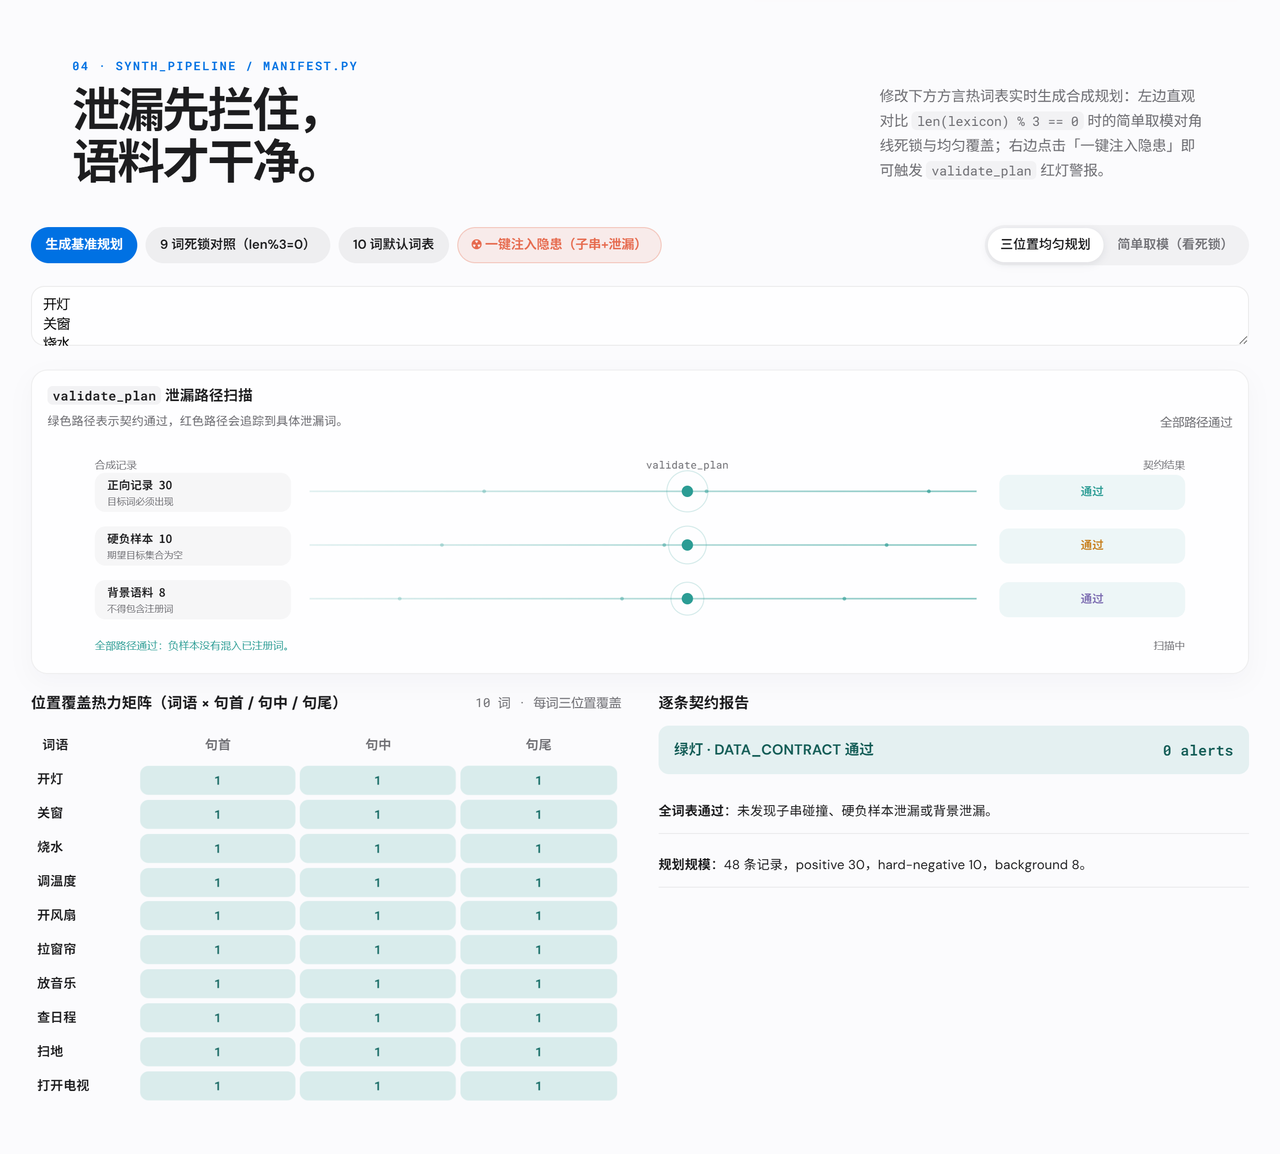 04 · SYNTH_PIPELINE / MANIFEST.PY
泄漏先拦住，
语料才干净。
修改下方方言热词表实时生成合成规划：左边直观
对比 len(lexicon) % 3 == 0 时的简单取模对角
线死锁与均匀覆盖；右边点击「一键注入隐患」即
可触发 validate_plan 红灯警报。
生成基准规划
9 词死锁对照（len%3=0）
10 词默认词表
☢ 一键注入隐患（子串+泄漏）
三位置均匀规划
简单取模（看死锁）
开灯
关窗
烧水
validate_plan 泄漏路径扫描
绿色路径表示契约通过，红色路径会追踪到具体泄漏词。
全部路径通过
合成记录
validate_plan
契约结果
正向记录 30
目标词必须出现
通过
硬负样本 10
期望目标集合为空
通过
背景语料 8
不得包含注册词
通过
全部路径通过：负样本没有混入已注册词。
扫描中
位置覆盖热力矩阵（词语 × 句首 / 句中 / 句尾）
10 词 · 每词三位置覆盖
词语 句首 句中 句尾
开灯 1 1 1
关窗 1 1 1
烧水 1 1 1
调温度 1 1 1
开风扇 1 1 1
拉窗帘 1 1 1
放音乐 1 1 1
查日程 1 1 1
扫地 1 1 1
打开电视 1 1 1
逐条契约报告
绿灯 · DATA_CONTRACT 通过
0 alerts
全词表通过：未发现子串碰撞、硬负样本泄漏或背景泄漏。
规划规模：48 条记录，positive 30，hard-negative 10，background 8。